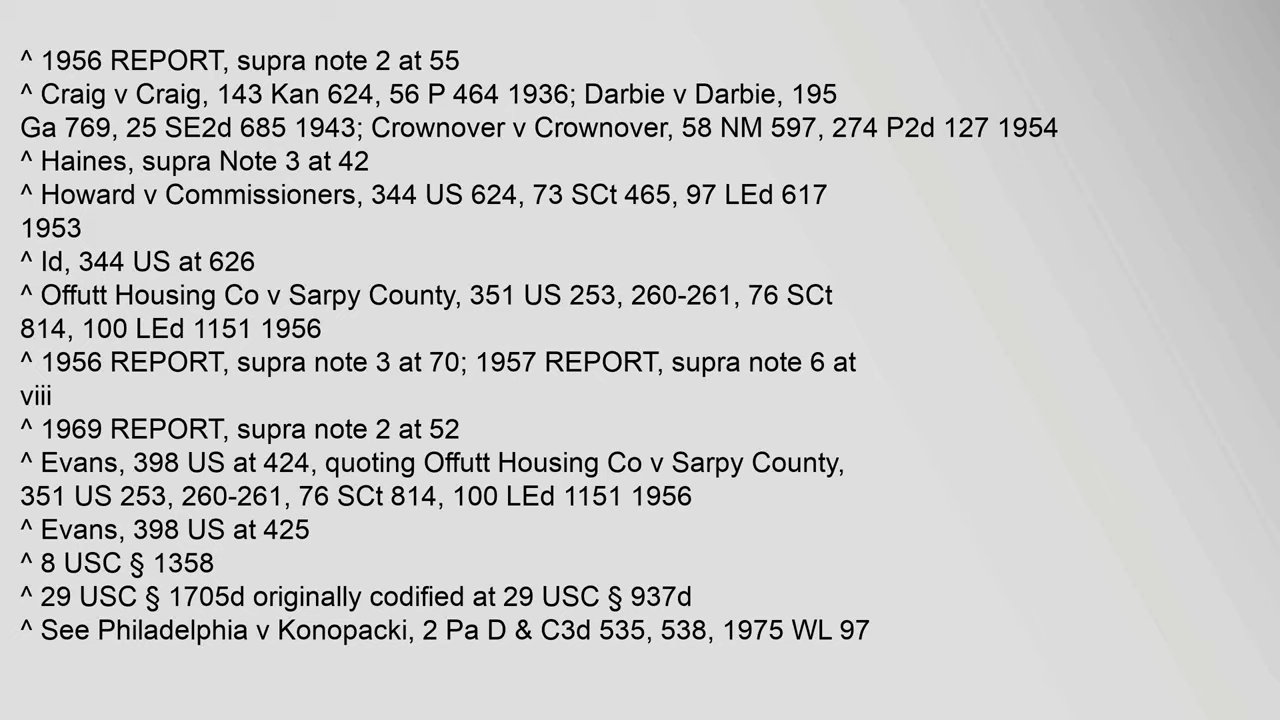 ^ 1956 REPORT, supra note 2 at 55
^ Craig v Craig, 143 Kan 624, 56 P 464 1936; Darbie v Darbie, 195
Ga 769, 25 SE2d 685 1943; Crownover v Crownover, 58 NM 597, 274 P2d 127 1954
^ Haines, supra Note 3 at 42
^ Howard v Commissioners, 344 US 624, 73 SCt 465, 97 LEd 617
1953
^ Id, 344 US at 626
^ Offutt Housing Co v Sarpy County, 351 US 253, 260-261, 76 SCt
814, 100 LEd 1151 1956
^ 1956 REPORT, supra note 3 at 70; 1957 REPORT, supra note 6 at
viii
^ 1969 REPORT, supra note 2 at 52
^ Evans, 398 US at 424, quoting Offutt Housing Co v Sarpy County,
351 US 253, 260-261, 76 SCt 814, 100 LEd 1151 1956
^ Evans, 398 US at 425
^ 8 USC § 1358
^ 29 USC § 1705d originally codified at 29 USC § 937d
^ See Philadelphia v Konopacki, 2 Pa D & C3d 535, 538, 1975 WL 97